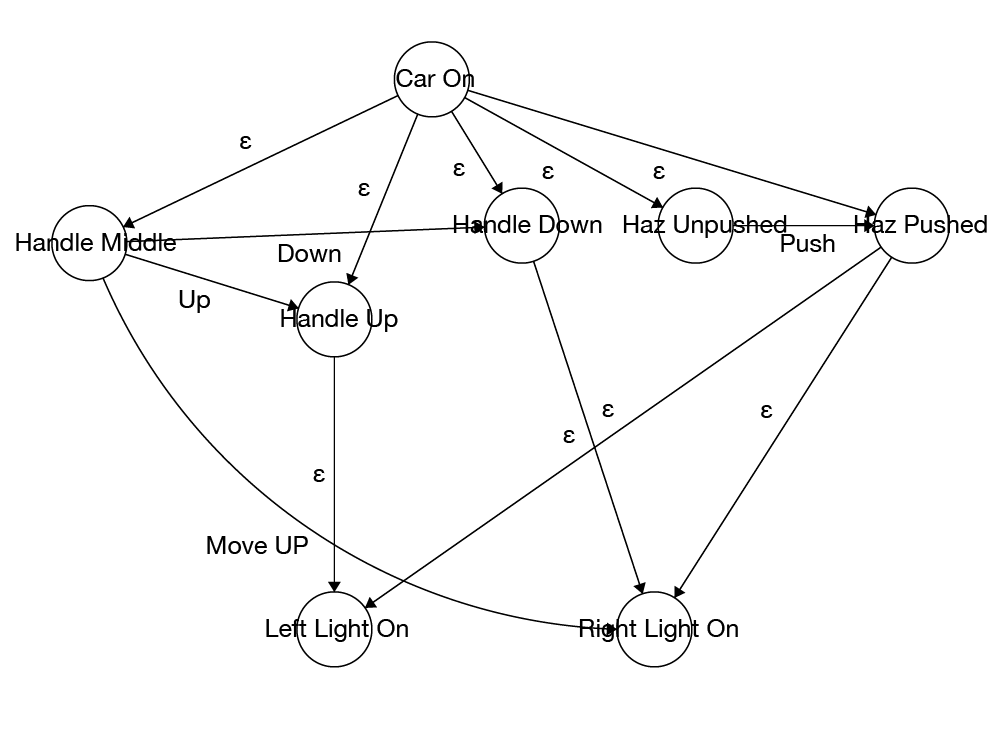 Car On
ε
ε
ε
ε
ε
Handle Middle
Handle Down
Haz Unpushed
Haz Pushed
Down
Push
Up
Handle Up
ε
ε
ε
ε
Move UP
Left Light On
Right Light On